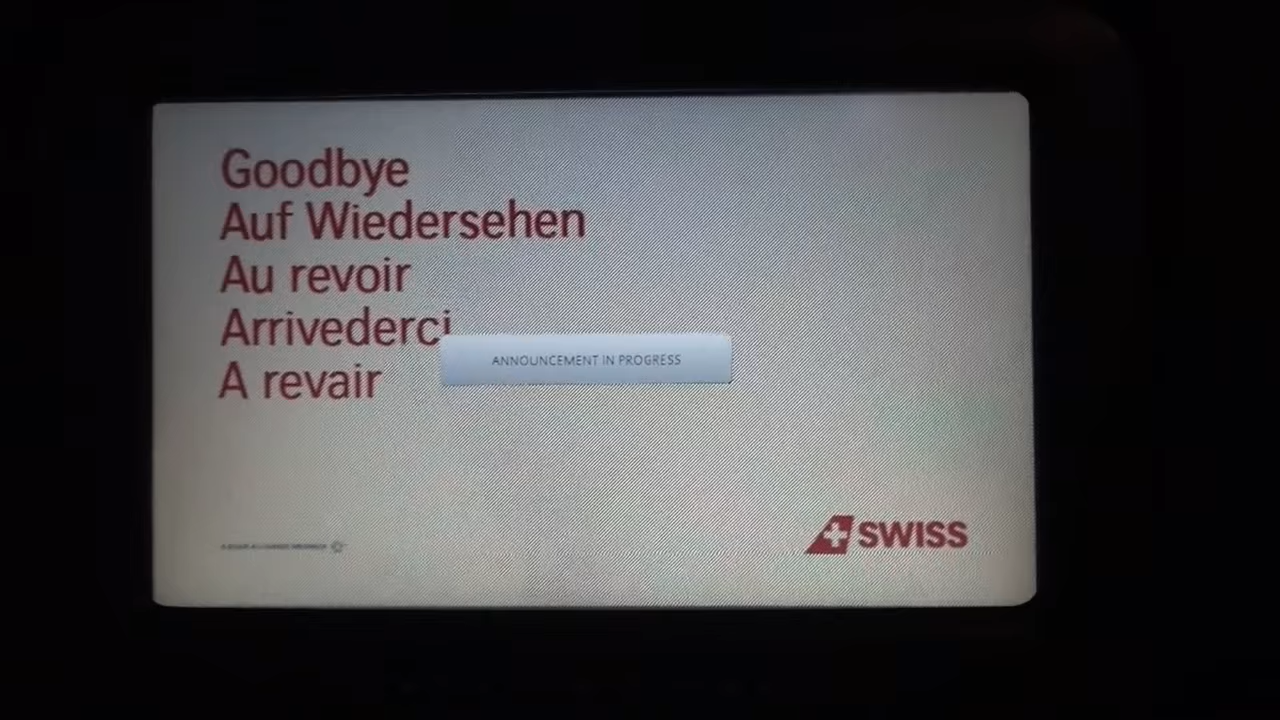 Goodbye
Auf Wiedersehen
Au revoir
Arrivederci
A revair
ANNOUNCEMENT IN PROGRESS
SWISS